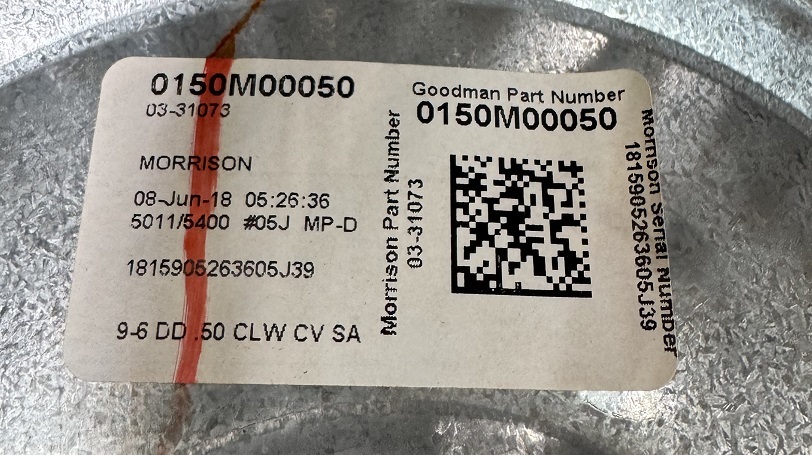 0150M00050
03-31073
MORRISON
08-Jun-18 05:26:36
5011/5400 #05J MP-D
1815905263605J39
9-6 DD .50 CLW CV SA
Goodman Part Number
0150M00050
Morrison Part Number
03-31073
Morrison Serial Number
1815905263605J39